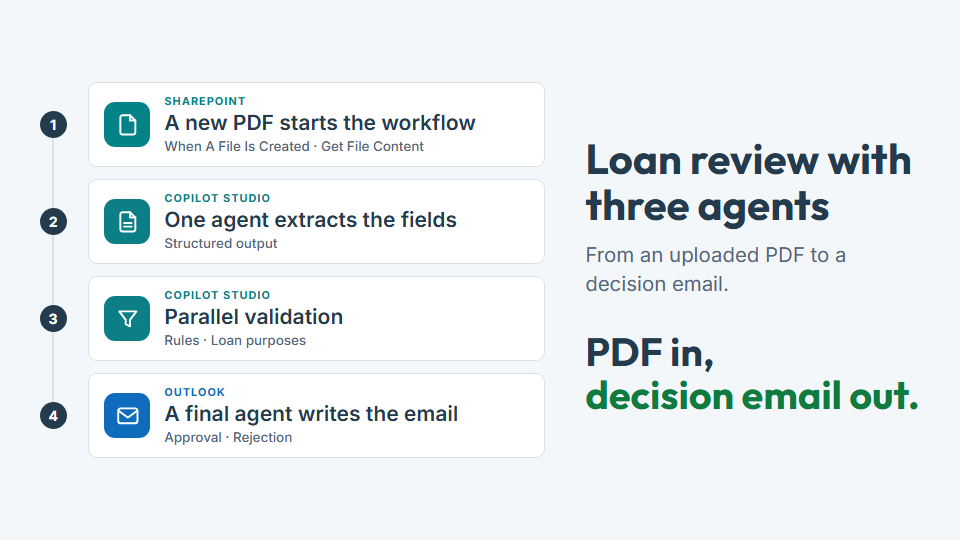 1
SHAREPOINT
A new PDF starts the workflow
When A File Is Created · Get File Content
2
COPILOT STUDIO
One agent extracts the fields
Structured output
3
COPILOT STUDIO
Parallel validation
Rules · Loan purposes
4
OUTLOOK
A final agent writes the email
Approval · Rejection
Loan review with
three agents
From an uploaded PDF to a
decision email.
PDF in,
decision email out.